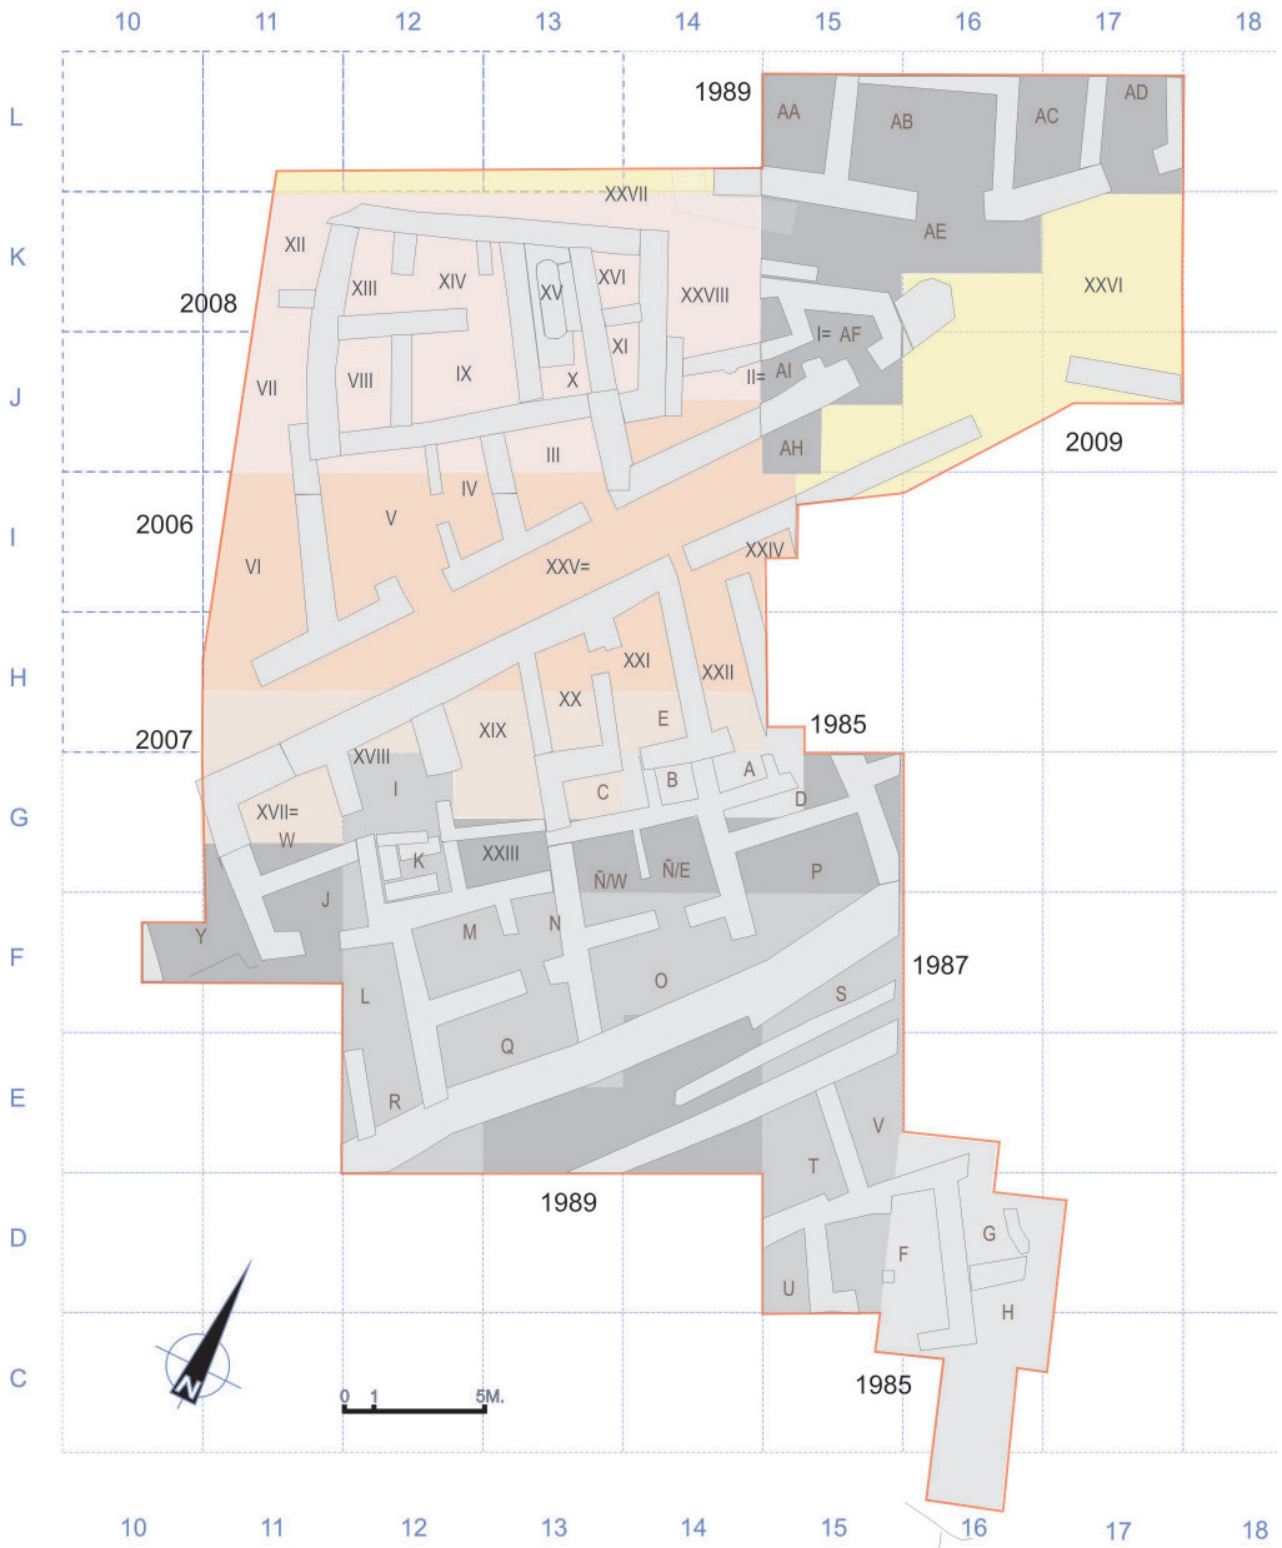 10 11 12 13 14 15 16 17 18
L
1989
AA
AB
AC
AD
XXVII
K
XII
XIII
XIV
XV
XVI
XXVIII
AE
XXVI
2008
I= AF
XI
J
VII
VIII
IX
X
II= AI
2009
III
AH
2006
I
IV
V
VI
XXV=
XXIV
H
XXI
XXII
XX
E
XIX
2007
1985
XVIII
I
A
B
C
D
G
XVII=
W
K
XXIII
Ñ/W
Ñ/E
P
J
F
Y
M
N
1987
L
O
S
Q
E
R
V
T
1989
D
G
F
U
H
C
0 1 5M.
N
1985
10 11 12 13 14 15 16 17 18